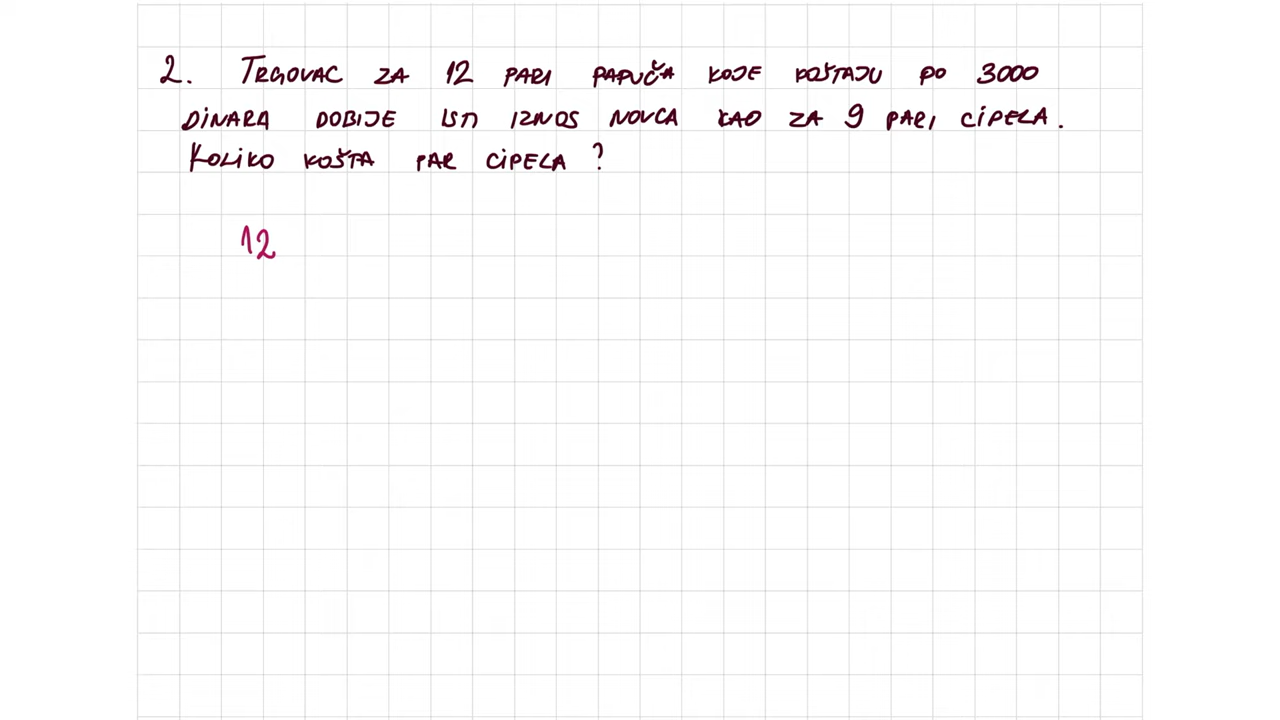 2. TRGOVAC ZA 12 PARI PAPUČA KOJE KOŠTAJU PO 3000
DINARA DOBIJE ISTI IZNOS NOVCA KAO ZA 9 PARI CIPELA.
KOLIKO KOŠTA PAR CIPELA?
12